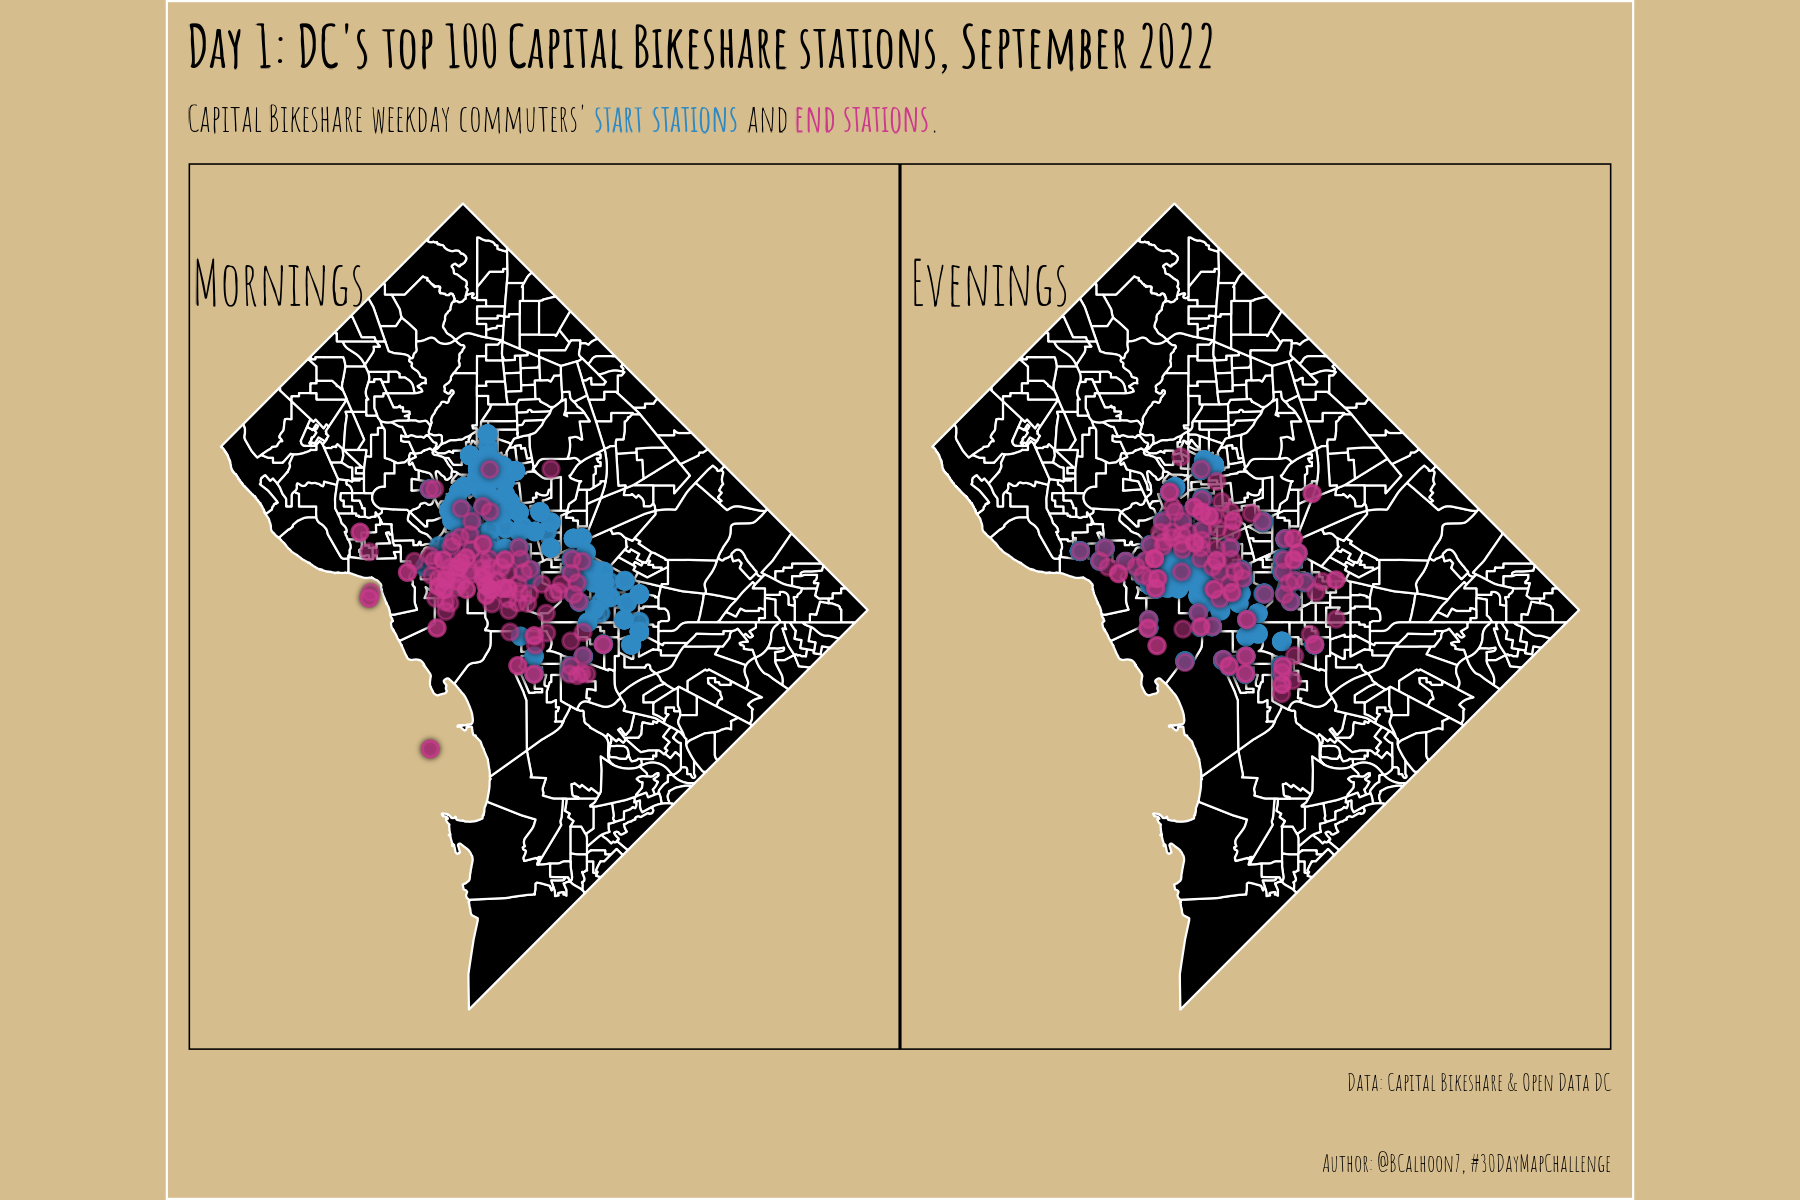 Day 1: DC's top 100 Capital Bikeshare stations, September 2022
Capital Bikeshare weekday commuters' start stations and end stations.
Mornings
Evenings
Data: Capital Bikeshare & Open Data DC
Author: @BCalhoon7, #30DayMapChallenge